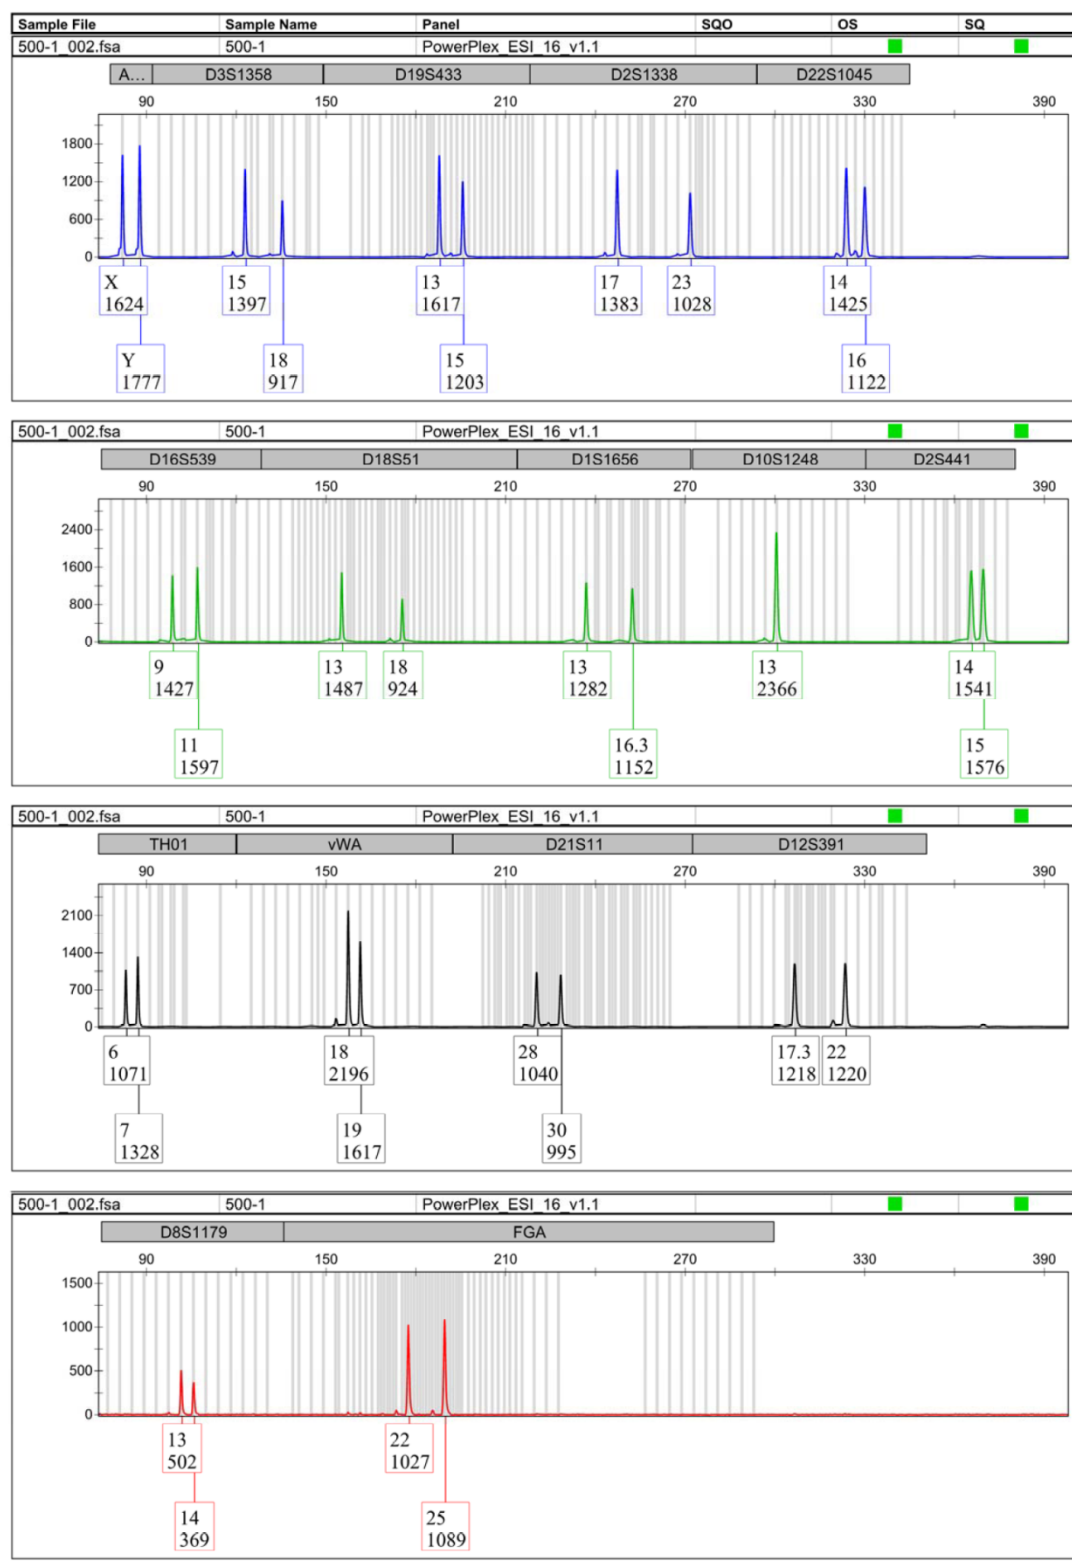 Sample File Sample Name Panel SQO OS SQ
500-1_002.fsa 500-1 PowerPlex_ESI_16_v1.1
A... D3S1358 D19S433 D2S1338 D22S1045
90 150 210 270 330 390
1800
1200
600
0
X 15 13 17 23 14
1624 1397 1617 1383 1028 1425
Y 18 15 16
1777 917 1203 1122
500-1_002.fsa 500-1 PowerPlex_ESI_16_v1.1
D16S539 D18S51 D1S1656 D10S1248 D2S441
90 150 210 270 330 390
2400
1600
800
0
9 13 18 13 13 14
1427 1487 924 1282 2366 1541
11 16.3 15
1597 1152 1576
500-1_002.fsa 500-1 PowerPlex_ESI_16_v1.1
TH01 vWA D21S11 D12S391
90 150 210 270 330 390
2100
1400
700
0
6 18 28 17.3 22
1071 2196 1040 1218 1220
7 19 30
1328 1617 995
500-1_002.fsa 500-1 PowerPlex_ESI_16_v1.1
D8S1179 FGA
90 150 210 270 330 390
1500
1000
500
0
13 22
502 1027
14 25
369 1089